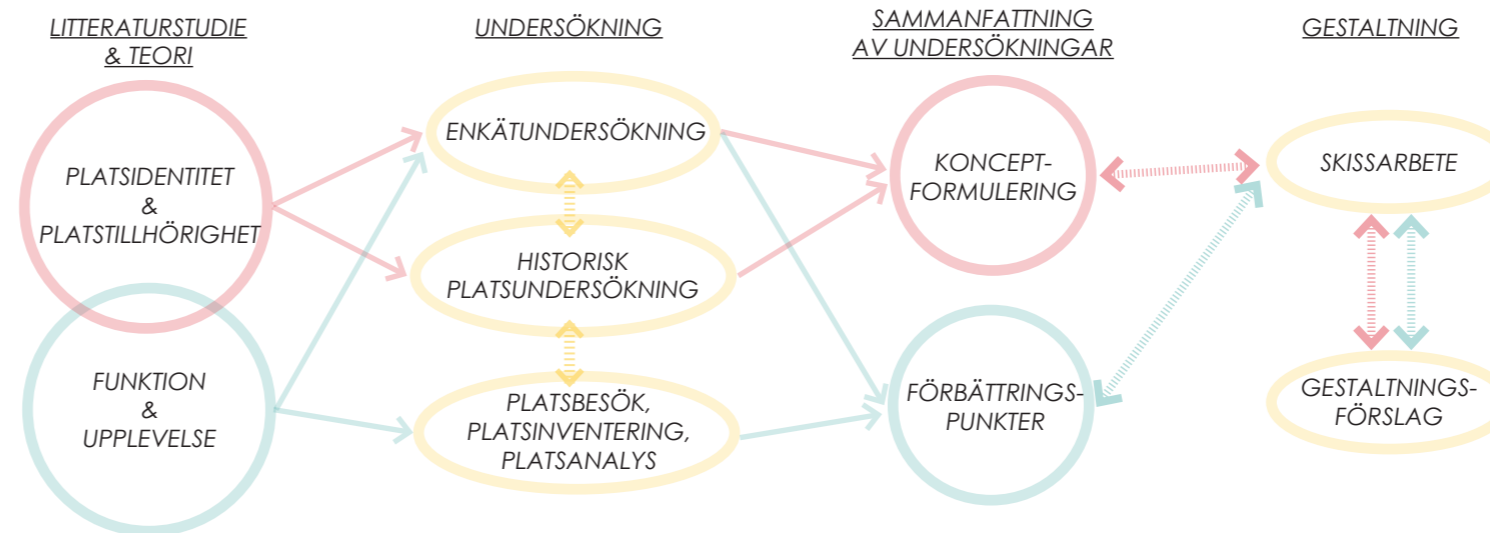 LITTERATURSTUDIE
& TEORI
PLATSIDENTITET
&
PLATSTILLHÖRIGHET
FUNKTION
&
UPPLEVELSE
UNDERSÖKNING
ENKÄTUNDERSÖKNING
HISTORISK
PLATSUNDERSÖKNING
PLATSBESÖK,
PLATSINVENTERING,
PLATSANALYS
SAMMANFATTNING
AV UNDERSÖKNINGAR
KONCEPT-
FORMULERING
FÖRBÄTTRINGS-
PUNKTER
GESTALTNING
SKISSARBETE
GESTALTNINGS-
FÖRSLAG